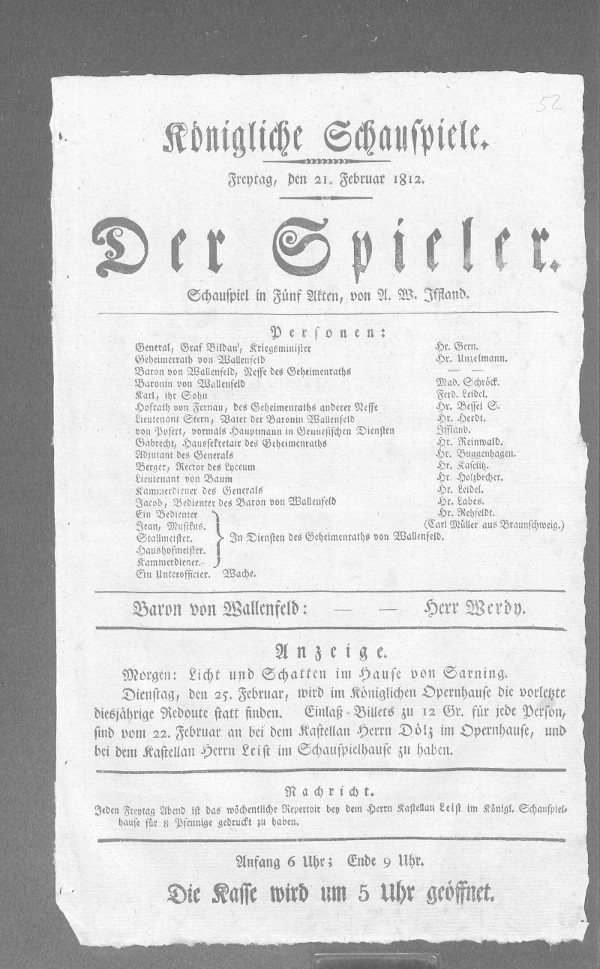 52
Königliche Schauspiele.
Freytag, den 21. Februar 1812.
Der Spieler.
Schauspiel in Fünf Akten, von A. W. Iffland.
Personen:
General, Graf Bildau, Kriegsminister Hr. Gern.
Geheimerrath von Wallenfeld Hr. Unzelmann.
Baron von Wallenfeld, Neffe des Geheimenraths — —
Baronin von Wallenfeld Mad. Schröck.
Karl, ihr Sohn Ferd. Leidel.
Hofrath von Fernau, des Geheimenraths anderer Neffe Hr. Bessel S.
Lieutenant Stern, Vater der Baronin Wallenfeld Hr. Herdt.
von Posert, vormals Hauptmann in Genuesischen Diensten Iffland.
Gabrecht, Haussekretair des Geheimenraths Hr. Reinwald.
Adjutant des Generals Hr. Buggenhagen.
Berger, Rector des Lyceum Hr. Kaselitz.
Lieutenant von Baum Hr. Holzbecher.
Kammerdiener des Generals Hr. Leidel.
Jacob, Bedienter des Baron von Wallenfeld Hr. Labes.
Ein Bedienter Hr. Rehfeldt.
Jean, Musikus. (Carl Müller aus Braunschweig.)
Stallmeister. In Diensten des Geheimenraths von Wallenfeld.
Haushofmeister.
Kammerdiener.
Ein Unterofficier. Wache.
Baron von Wallenfeld: — — Herr Werdy.
Anzeige.
Morgen: Licht und Schatten im Hause von Sarning.
Dienstag, den 25. Februar, wird im Königlichen Opernhause die vorletzte
diesjährige Redoute statt finden. Einlaß-Billets zu 12 Gr. für jede Person,
sind vom 22. Februar an bei dem Kastellan Herrn Dölz im Opernhause, und
bei dem Kastellan Herrn Leist im Schauspielhause zu haben.
Nachricht.
Jeden Freytag Abend ist das wöchentliche Repertoir bey dem Herrn Kastellan Leist im Königl. Schauspiel-
hause für 8 Pfennige gedruckt zu haben.
Anfang 6 Uhr; Ende 9 Uhr.
Die Kasse wird um 5 Uhr geöffnet.